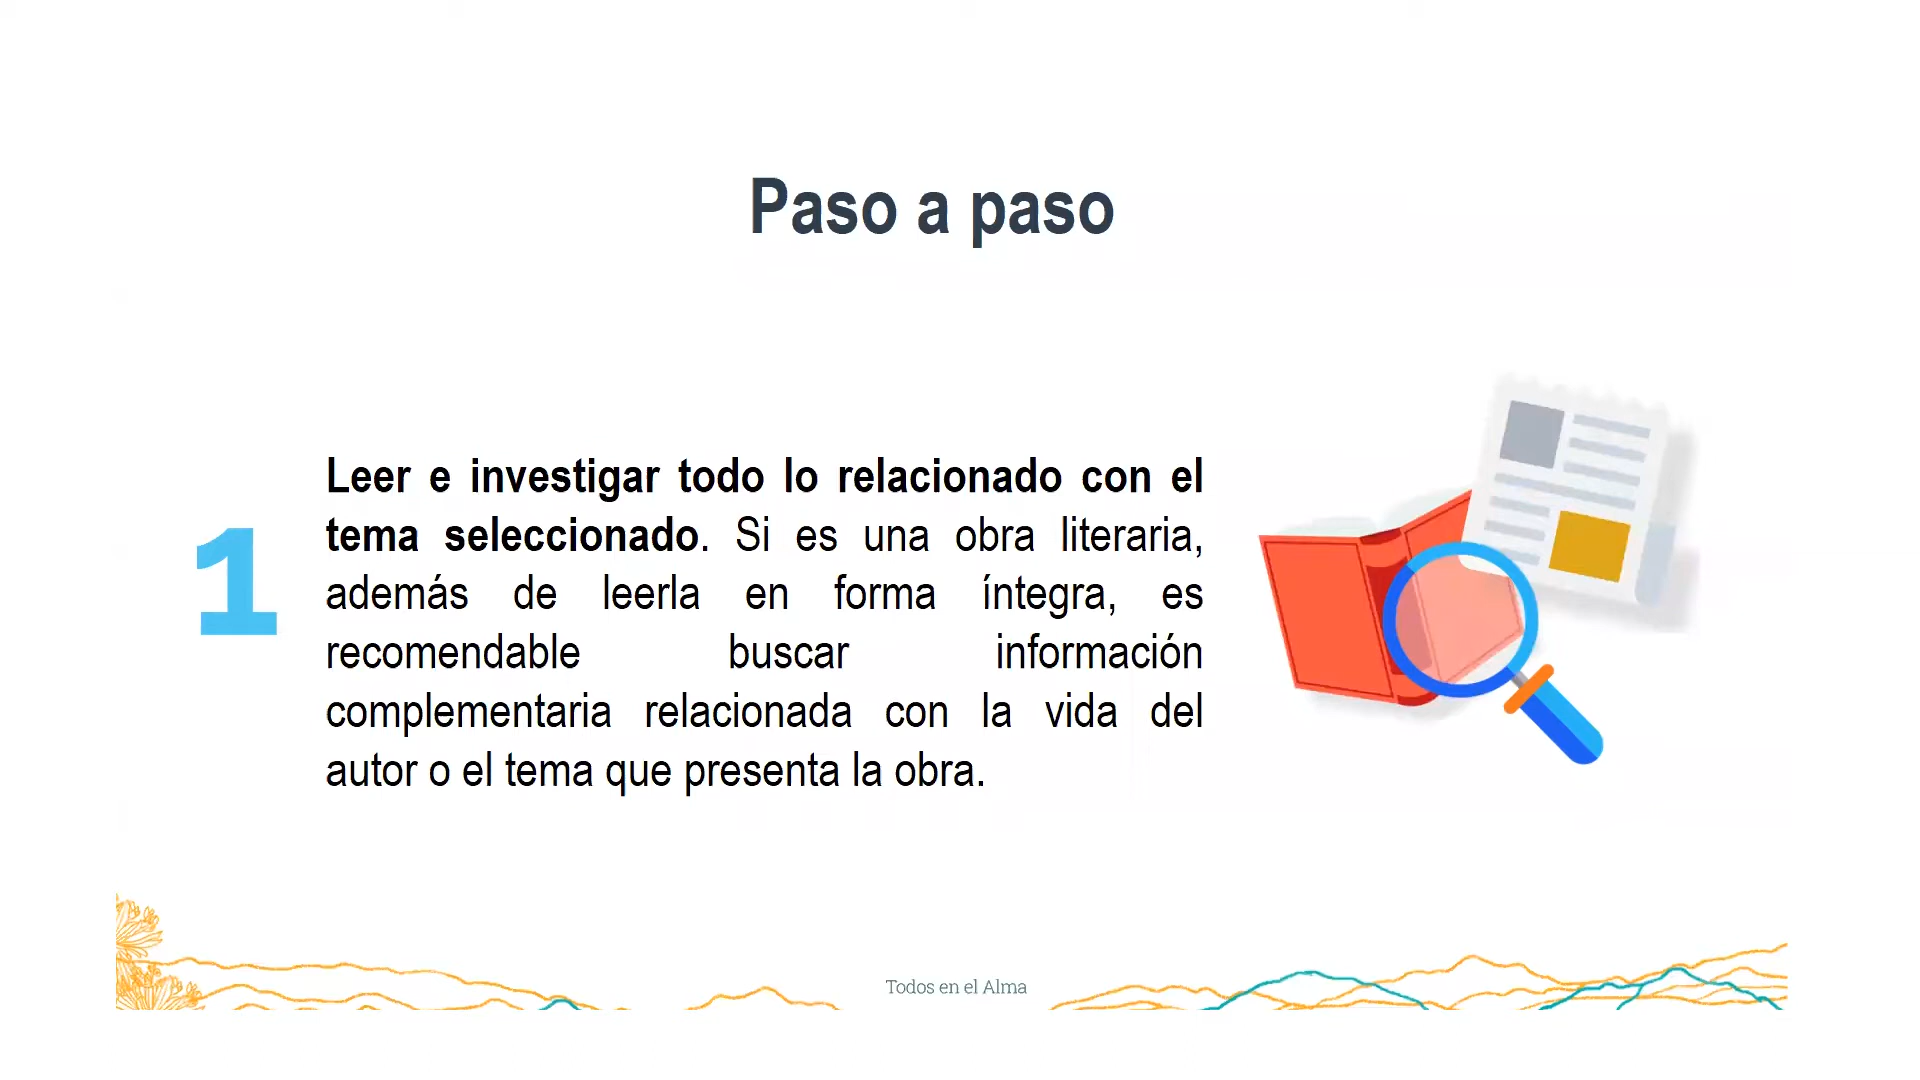 Paso a paso
1
Leer e investigar todo lo relacionado con el
tema seleccionado. Si es una obra literaria,
además de leerla en forma íntegra, es
recomendable buscar información
complementaria relacionada con la vida del
autor o el tema que presenta la obra.
Todos en el Alma